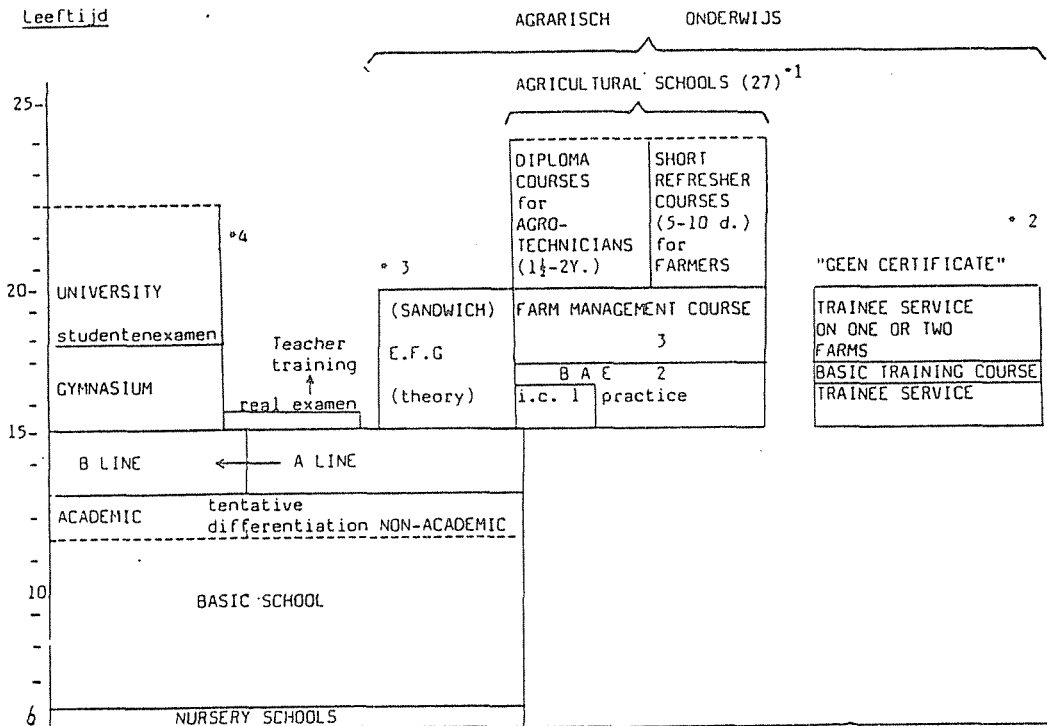 Leeftijd
AGRARISCH ONDERWIJS
AGRICULTURAL SCHOOLS (27) *1
25-
DIPLOMA
COURSES
for
AGRO-
TECHNICIANS
(1½-2Y.)
SHORT
REFRESHER
COURSES
(5-10 d.)
for
FARMERS
* 2
*4
* 3
"GEEN CERTIFICATE"
20-
UNIVERSITY
studentenexamen
GYMNASIUM
Teacher
training
real examen
(SANDWICH)
E.F.G
(theory)
FARM MANAGEMENT COURSE
3
B A E 2
i.c. 1 practice
TRAINEE SERVICE
ON ONE OR TWO
FARMS
BASIC TRAINING COURSE
TRAINEE SERVICE
15-
B LINE ← A LINE
ACADEMIC tentative
differentiation NON-ACADEMIC
10
BASIC SCHOOL
6
NURSERY SCHOOLS